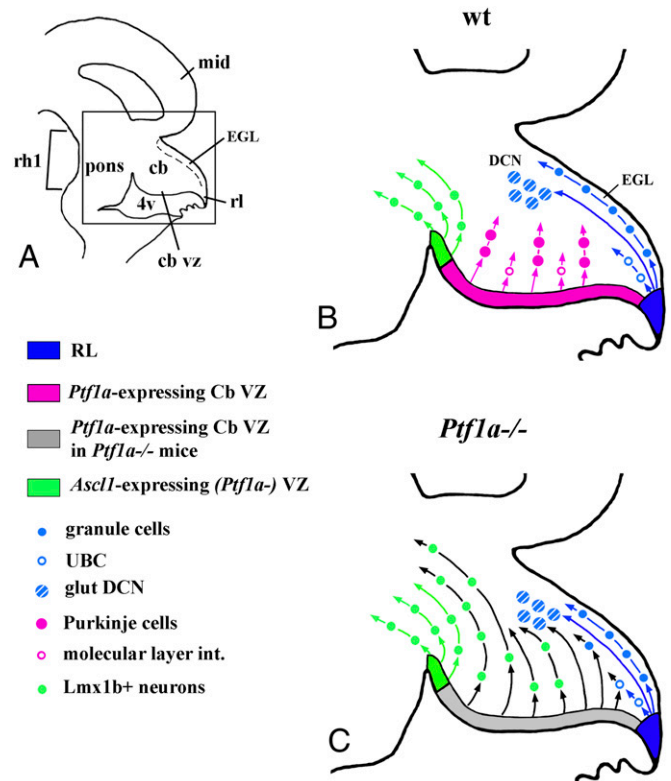 wt
mid
EGL
rh1
pons
cb
rl
4v
A
cb vz
DCN
EGL
B
RL
Ptf1a-expressing Cb VZ
Ptf1a-expressing Cb VZ
in Ptf1a-/- mice
Ascl1-expressing (Ptf1a-) VZ
granule cells
UBC
glut DCN
Purkinje cells
molecular layer int.
Lmx1b+ neurons
Ptf1a-/-
C